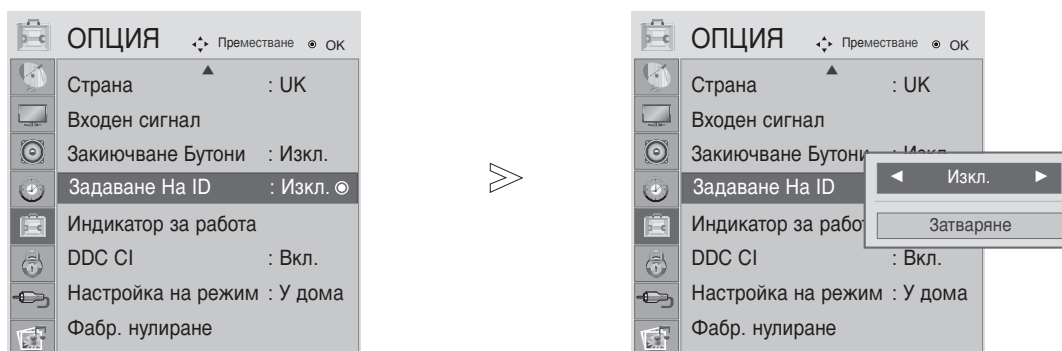 ОПЦИЯ Преместване OK
Страна : UK
Входен сигнал
Закиючване Бутони : Изкл.
Задаване На ID : Изкл.
Индикатор за работа
DDC CI : Вкл.
Настройка на режим : У дома
Фабр. нулиране
ОПЦИЯ Преместване OK
Страна : UK
Входен сигнал
Закиючване Бутони : Изкл.
Задаване На ID
Изкл.
Индикатор за рабо
Затваряне
DDC CI : Вкл.
Настройка на режим : У дома
Фабр. нулиране